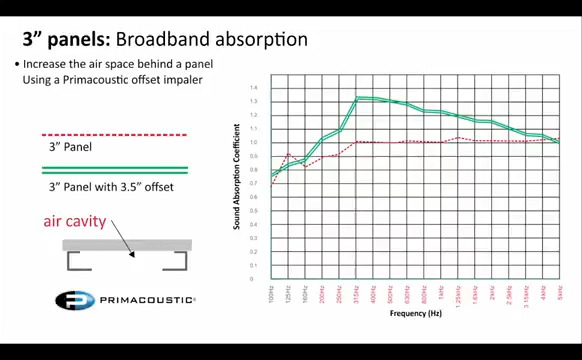 3” panels: Broadband absorption
• Increase the air space behind a panel
Using a Primacoustic offset impaler
3” Panel
3” Panel with 3.5” offset
air cavity
PRIMACOUSTIC®
Sound Absorption Coefficient
1.4
1.3
1.2
1.1
1.0
0.9
0.8
0.7
0.6
0.5
0.4
0.3
0.2
0.1
0
100Hz
125Hz
160Hz
200Hz
250Hz
315Hz
400Hz
500Hz
630Hz
800Hz
1kHz
1.25kHz
1.63Hz
2kHz
2.5kHz
3.15kHz
4kHz
5kHz
Frequency (Hz)